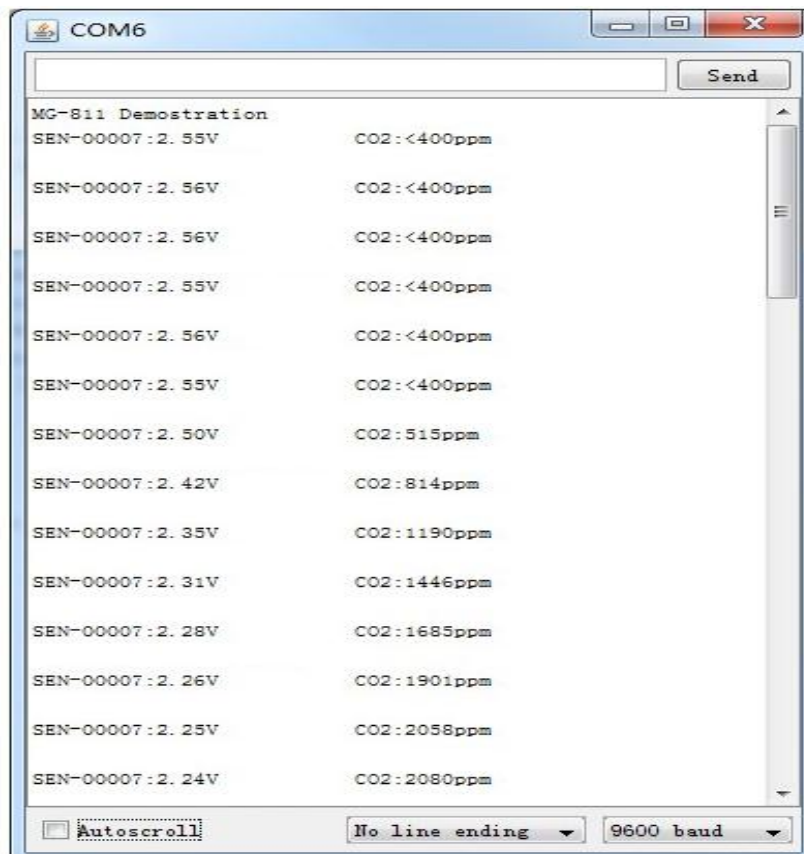 COM6
Send
MG-811 Demostration
SEN-00007:2.55V CO2:<400ppm
SEN-00007:2.56V CO2:<400ppm
SEN-00007:2.56V CO2:<400ppm
SEN-00007:2.55V CO2:<400ppm
SEN-00007:2.56V CO2:<400ppm
SEN-00007:2.55V CO2:<400ppm
SEN-00007:2.50V CO2:515ppm
SEN-00007:2.42V CO2:814ppm
SEN-00007:2.35V CO2:1190ppm
SEN-00007:2.31V CO2:1446ppm
SEN-00007:2.28V CO2:1685ppm
SEN-00007:2.26V CO2:1901ppm
SEN-00007:2.25V CO2:2058ppm
SEN-00007:2.24V CO2:2080ppm
Autoscroll No line ending 9600 baud